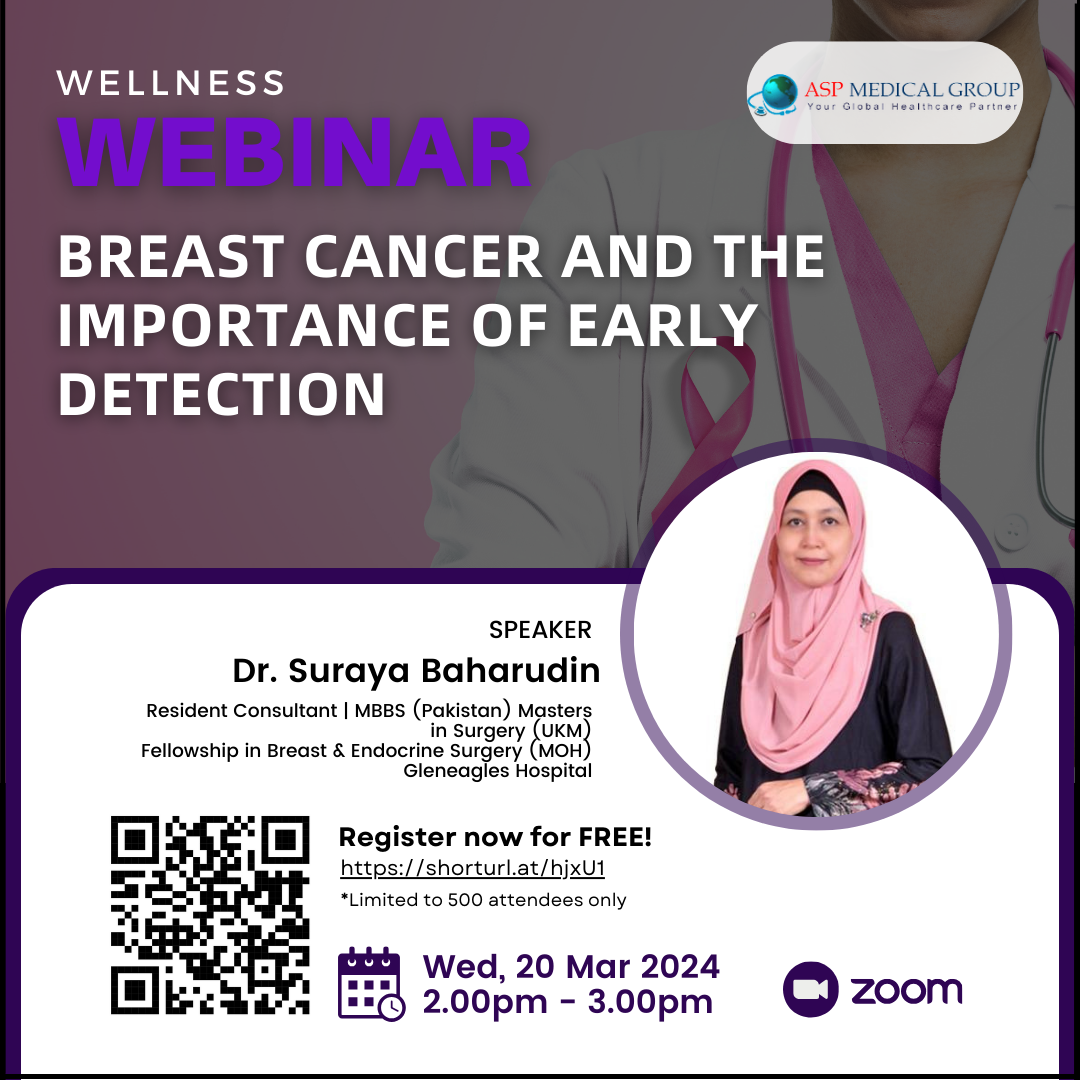 WELLNESS
ASP MEDICAL GROUP
Your Global Healthcare Partner
WEBINAR
BREAST CANCER AND THE
IMPORTANCE OF EARLY
DETECTION
SPEAKER
Dr. Suraya Baharudin
Resident Consultant | MBBS (Pakistan) Masters
in Surgery (UKM)
Fellowship in Breast & Endocrine Surgery (MOH)
Gleneagles Hospital
Register now for FREE!
https://shorturl.at/hjxU1
*Limited to 500 attendees only
Wed, 20 Mar 2024
2.00pm - 3.00pm
zoom